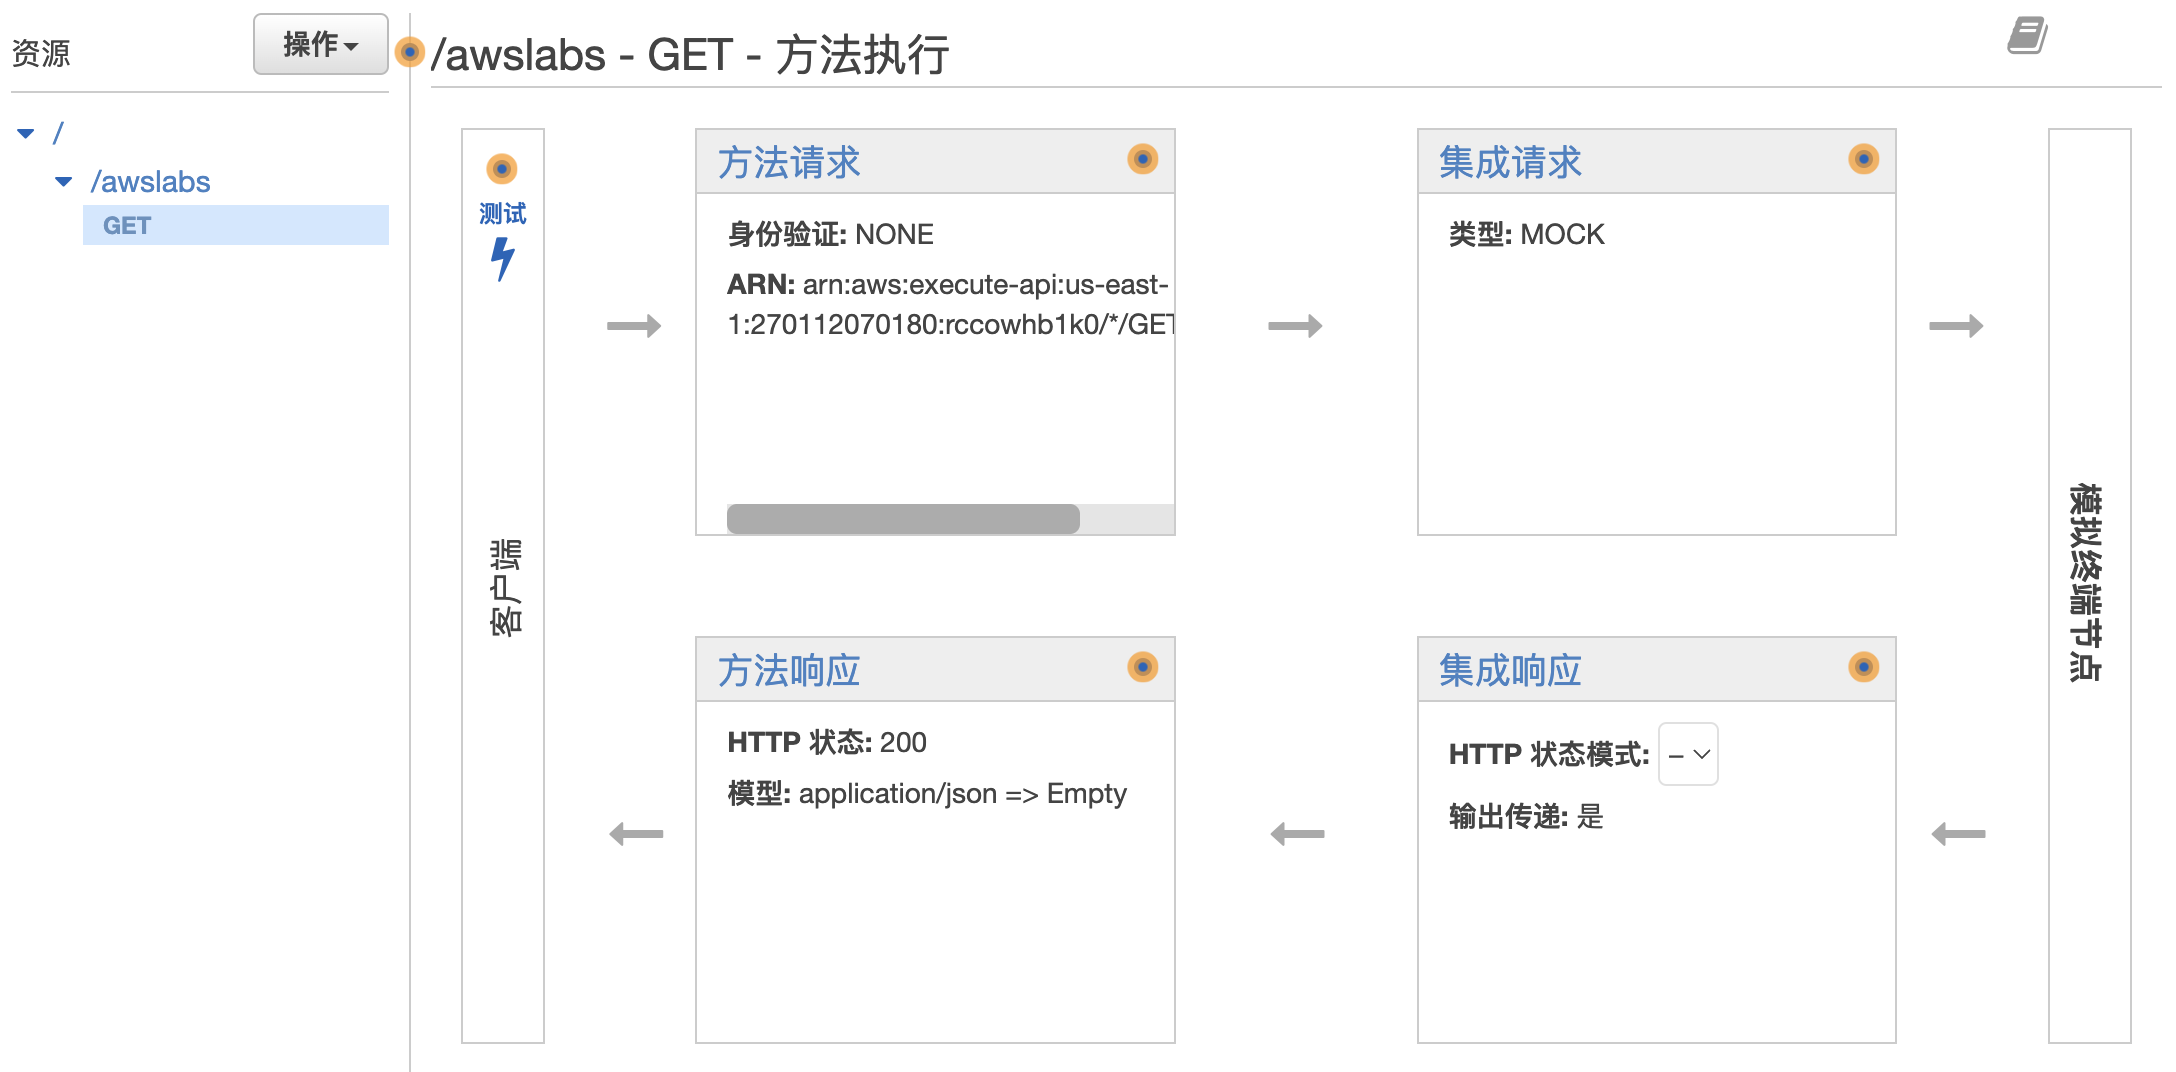 资源
操作
/awslabs - GET - 方法执行
/
/awslabs
GET
测试
客户端
方法请求
身份验证: NONE
ARN: arn:aws:execute-api:us-east-
1:270112070180:rccowhb1k0/*/GET
集成请求
类型: MOCK
方法响应
HTTP 状态: 200
模型: application/json => Empty
集成响应
HTTP 状态模式: –
输出传递: 是
模拟终端节点